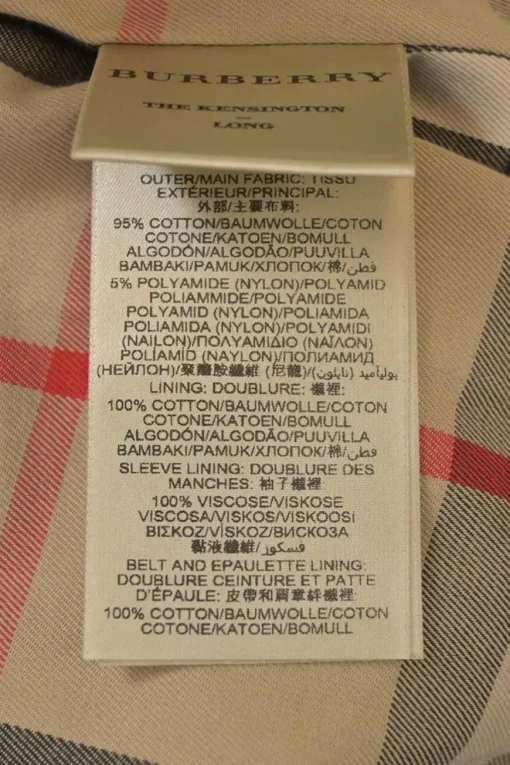 BURBERRY
THE KENSINGTON
LONG
OUTER/MAIN FABRIC: TISSU
EXTÉRIEUR/PRINCIPAL:
外部/主要布料:
95% COTTON/BAUMWOLLE/COTON
COTONE/KATOEN/BOMULL
ALGODÓN/ALGODÃO/PUUVILLA
BAMBAKI/PAMUK/ХЛОПОК/棉/قطن
5% POLYAMIDE (NYLON)/POLYAMID
POLIAMMIDE/POLYAMIDE
POLYAMID (NYLON)/POLIAMIDA
POLIAMIDA (NYLON)/POLYAMIDI
(NAILON)/ΠΟΛΥΑΜΙΔΙΟ (ΝΑΪΛΟΝ)
POLİAMİD (NAYLON)/ПОЛИАМИД
(НЕЙЛОН)/聚醯胺纖維 (尼龍)/بولياميد (نايلون)
LINING: DOUBLURE: 襯裡:
100% COTTON/BAUMWOLLE/COTON
COTONE/KATOEN/BOMULL
ALGODÓN/ALGODÃO/PUUVILLA
BAMBAKI/PAMUK/ХЛОПОК/棉/قطن
SLEEVE LINING: DOUBLURE DES
MANCHES: 袖子襯裡:
100% VISCOSE/VISKOSE
VISCOSA/VISKOS/VISKOOSI
ΒΙΣΚΟΖ/VİSKOZ/ВИСКОЗА
黏液纖維/فسكوز
BELT AND EPAULETTE LINING:
DOUBLURE CEINTURE ET PATTE
D'ÉPAULE: 皮帶和肩章絆襯裡:
100% COTTON/BAUMWOLLE/COTON
COTONE/KATOEN/BOMULL